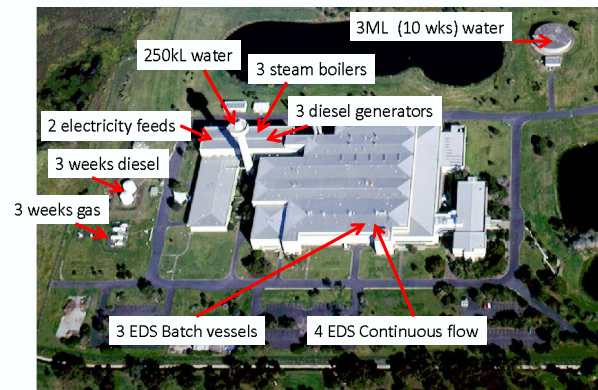 3ML (10 wks) water
250kL water
3 steam boilers
3 diesel generators
2 electricity feeds
3 weeks diesel
3 weeks gas
3 EDS Batch vessels
4 EDS Continuous flow